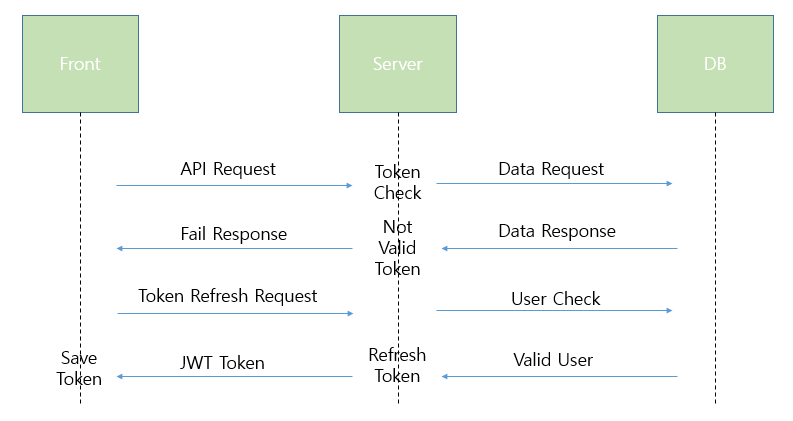 Front
Server
DB
API Request
Token
Check
Data Request
Fail Response
Not
Valid
Token
Data Response
Token Refresh Request
User Check
Save
Token
JWT Token
Refresh
Token
Valid User